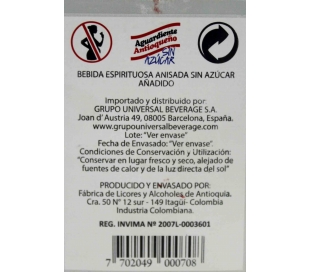 Aguardiente
Antioqueño
SIN
AZÚCAR
BEBIDA ESPIRITUOSA ANISADA SIN AZÚCAR
AÑADIDO
Importado y distribuido por:
GRUPO UNIVERSAL BEVERAGE S.A.
Joan d' Austria 49, 08005 Barcelona, España.
www.grupouniversalbeverage.com
Lote: "Ver envase"
Fecha de Envasado: "Ver envase".
Condiciones de Conservación y Utilización:
"Conservar en lugar fresco y seco, alejado de
fuentes de calor y de la luz directa del sol"
PRODUCIDO Y ENVASADO POR:
Fábrica de Licores y Alcoholes de Antioquia.
Cra. 50 N° 12 sur - 149 Itagüí- Colombia
Industria Colombiana.
REG. INVIMA Nº 2007L-0003601
7 702049 000708